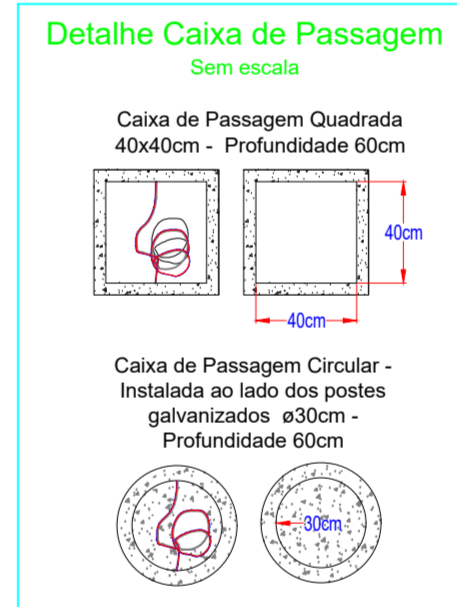 Detalhe Caixa de Passagem
Sem escala
Caixa de Passagem Quadrada
40x40cm - Profundidade 60cm
40cm
40cm
Caixa de Passagem Circular -
Instalada ao lado dos postes
galvanizados ø30cm -
Profundidade 60cm
30cm